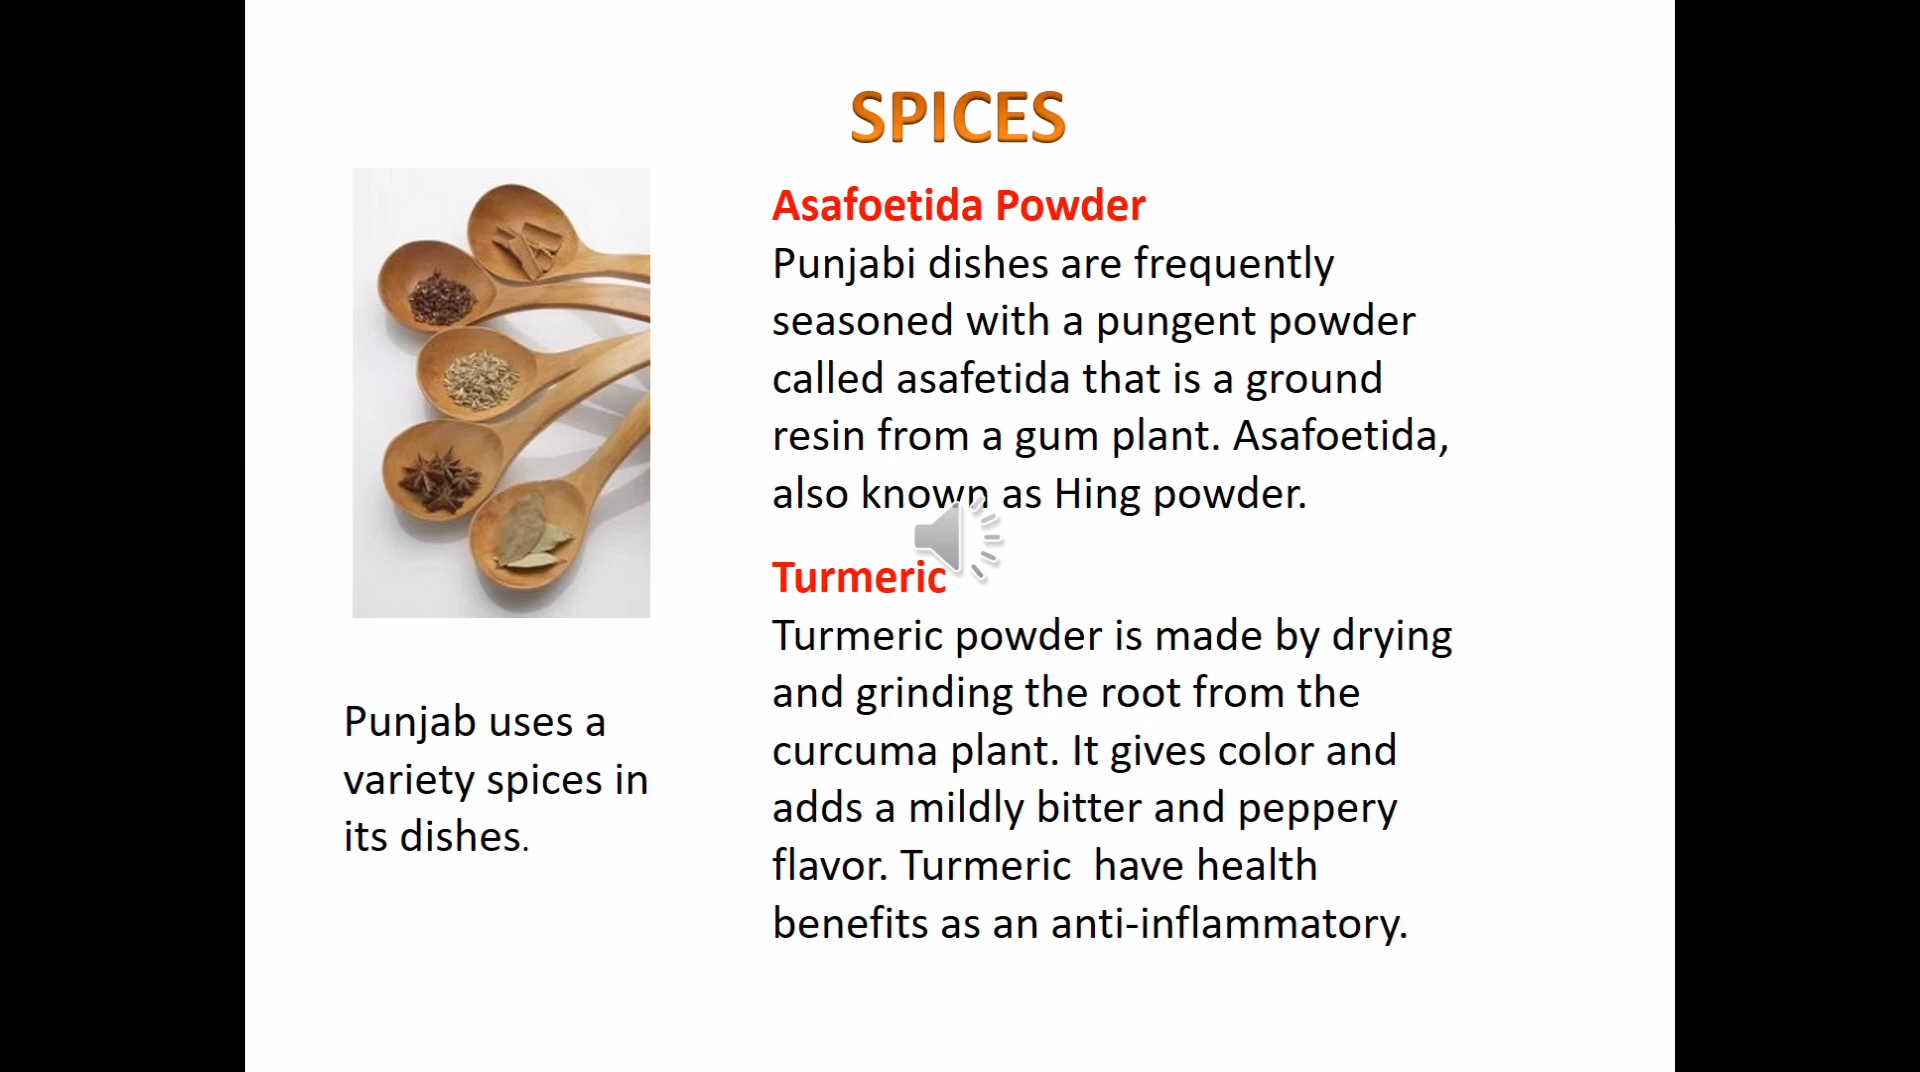 SPICES
Asafoetida Powder
Punjabi dishes are frequently
seasoned with a pungent powder
called asafetida that is a ground
resin from a gum plant. Asafoetida,
also known as Hing powder.
Turmeric
Turmeric powder is made by drying
and grinding the root from the
curcuma plant. It gives color and
adds a mildly bitter and peppery
flavor. Turmeric  have health
benefits as an anti-inflammatory.
Punjab uses a
variety spices in
its dishes.